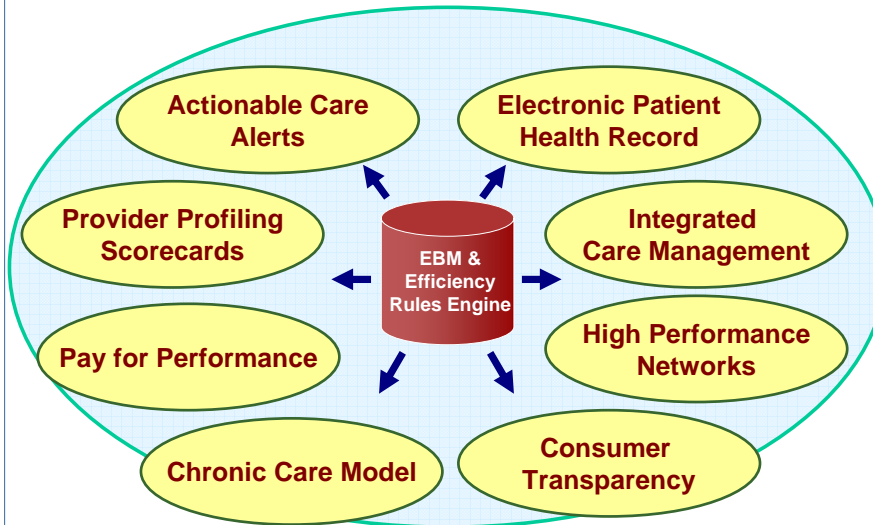 Actionable Care
Alerts
Electronic Patient
Health Record
Provider Profiling
Scorecards
EBM &
Efficiency
Rules Engine
Integrated
Care Management
Pay for Performance
High Performance
Networks
Chronic Care Model
Consumer
Transparency